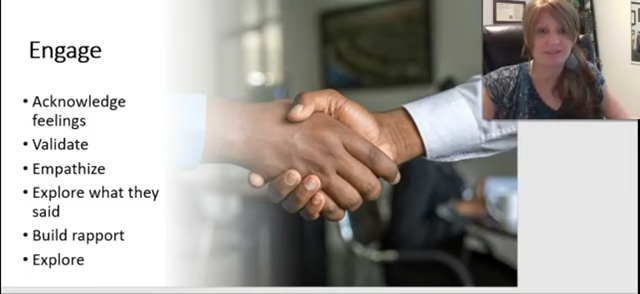 Engage
• Acknowledge
feelings
• Validate
• Empathize
• Explore what they
said
• Build rapport
• Explore